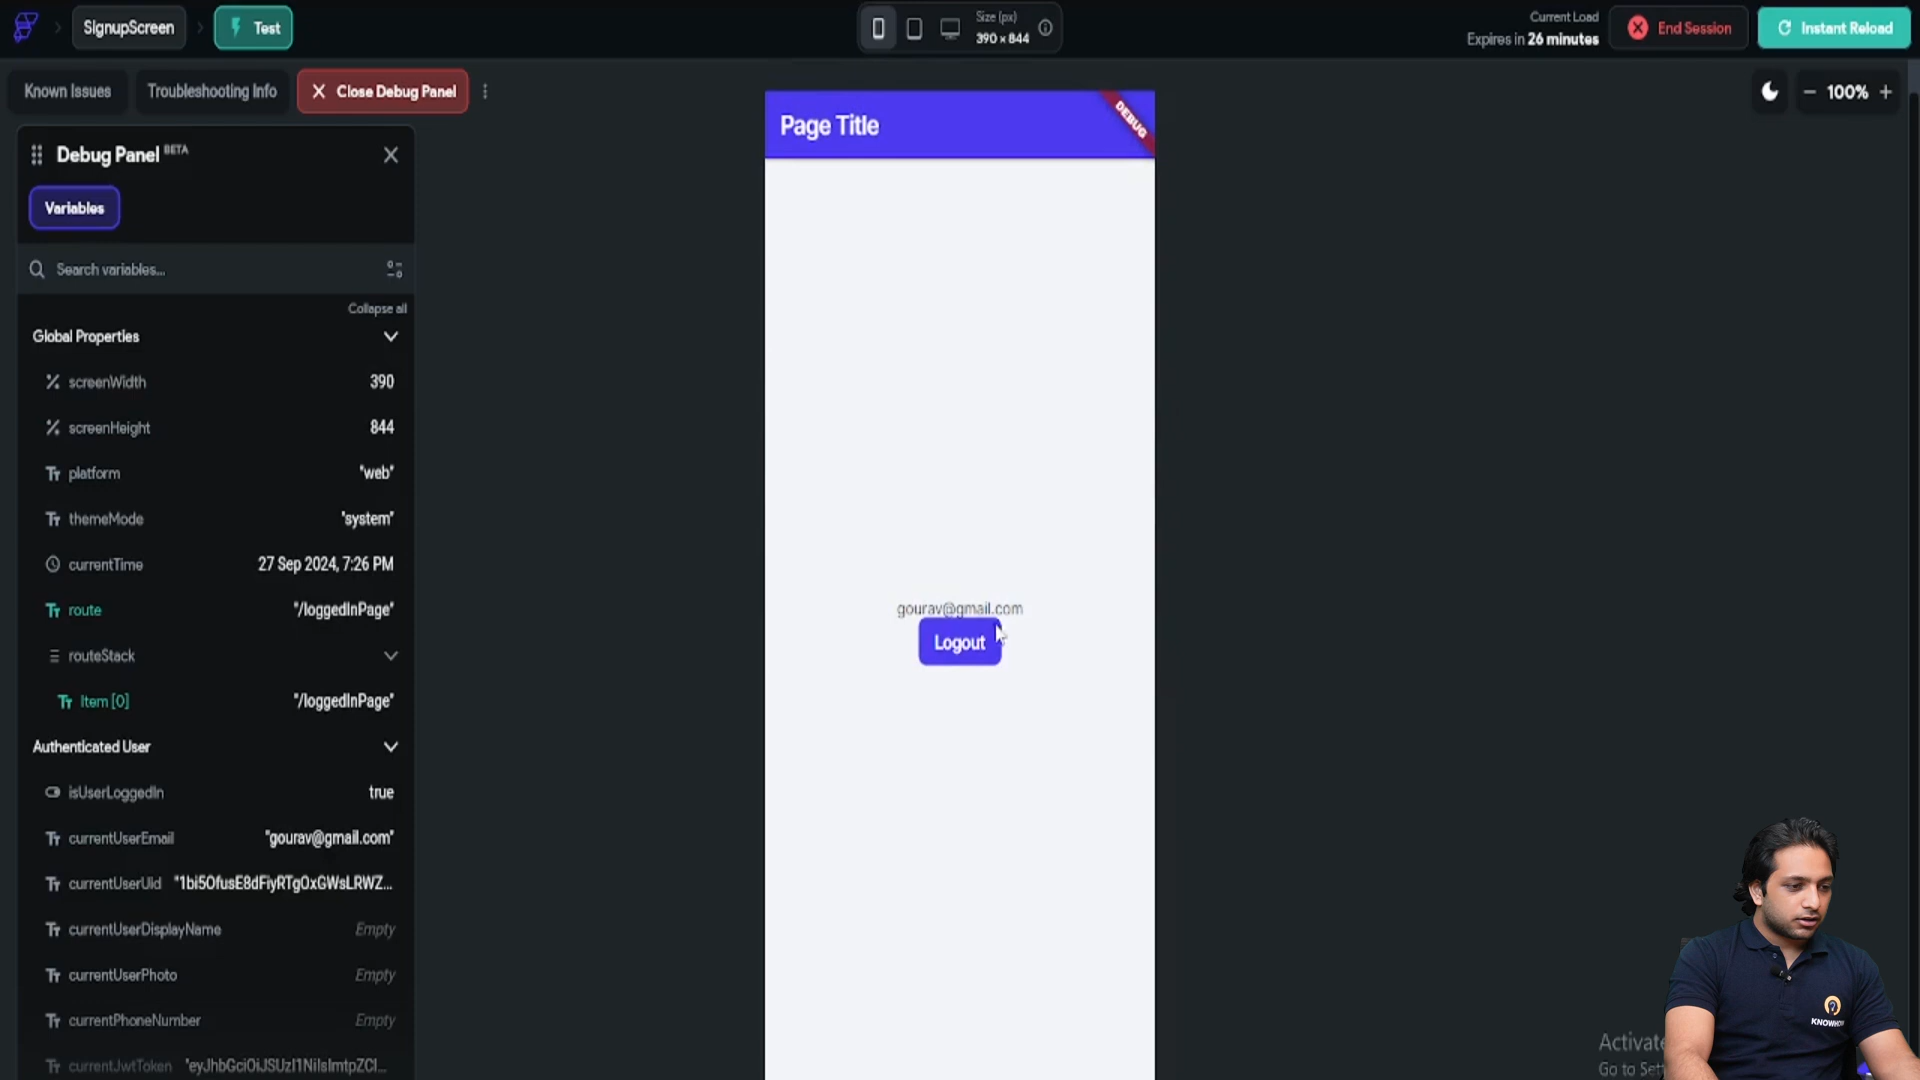 SignupScreen
Test
Size (px)
390 × 844
Current Load
Expires in 26 minutes
End Session
Instant Reload
Known Issues
Troubleshooting Info
Close Debug Panel
100%
Debug Panel BETA
Variables
Search variables...
Collapse all
Global Properties
screenWidth 390
screenHeight 844
platform "web"
themeMode "system"
currentTime 27 Sep 2024, 7:26 PM
route "/loggedInPage"
routeStack
Item [0] "/loggedInPage"
Authenticated User
isUserLoggedIn true
currentUserEmail "gourav@gmail.com"
currentUserUid
currentUserDisplayName Empty
currentUserPhoto Empty
currentPhoneNumber Empty
currentJwtToken
Page Title
DEBUG
gourav@gmail.com
Logout
Activate
Go to